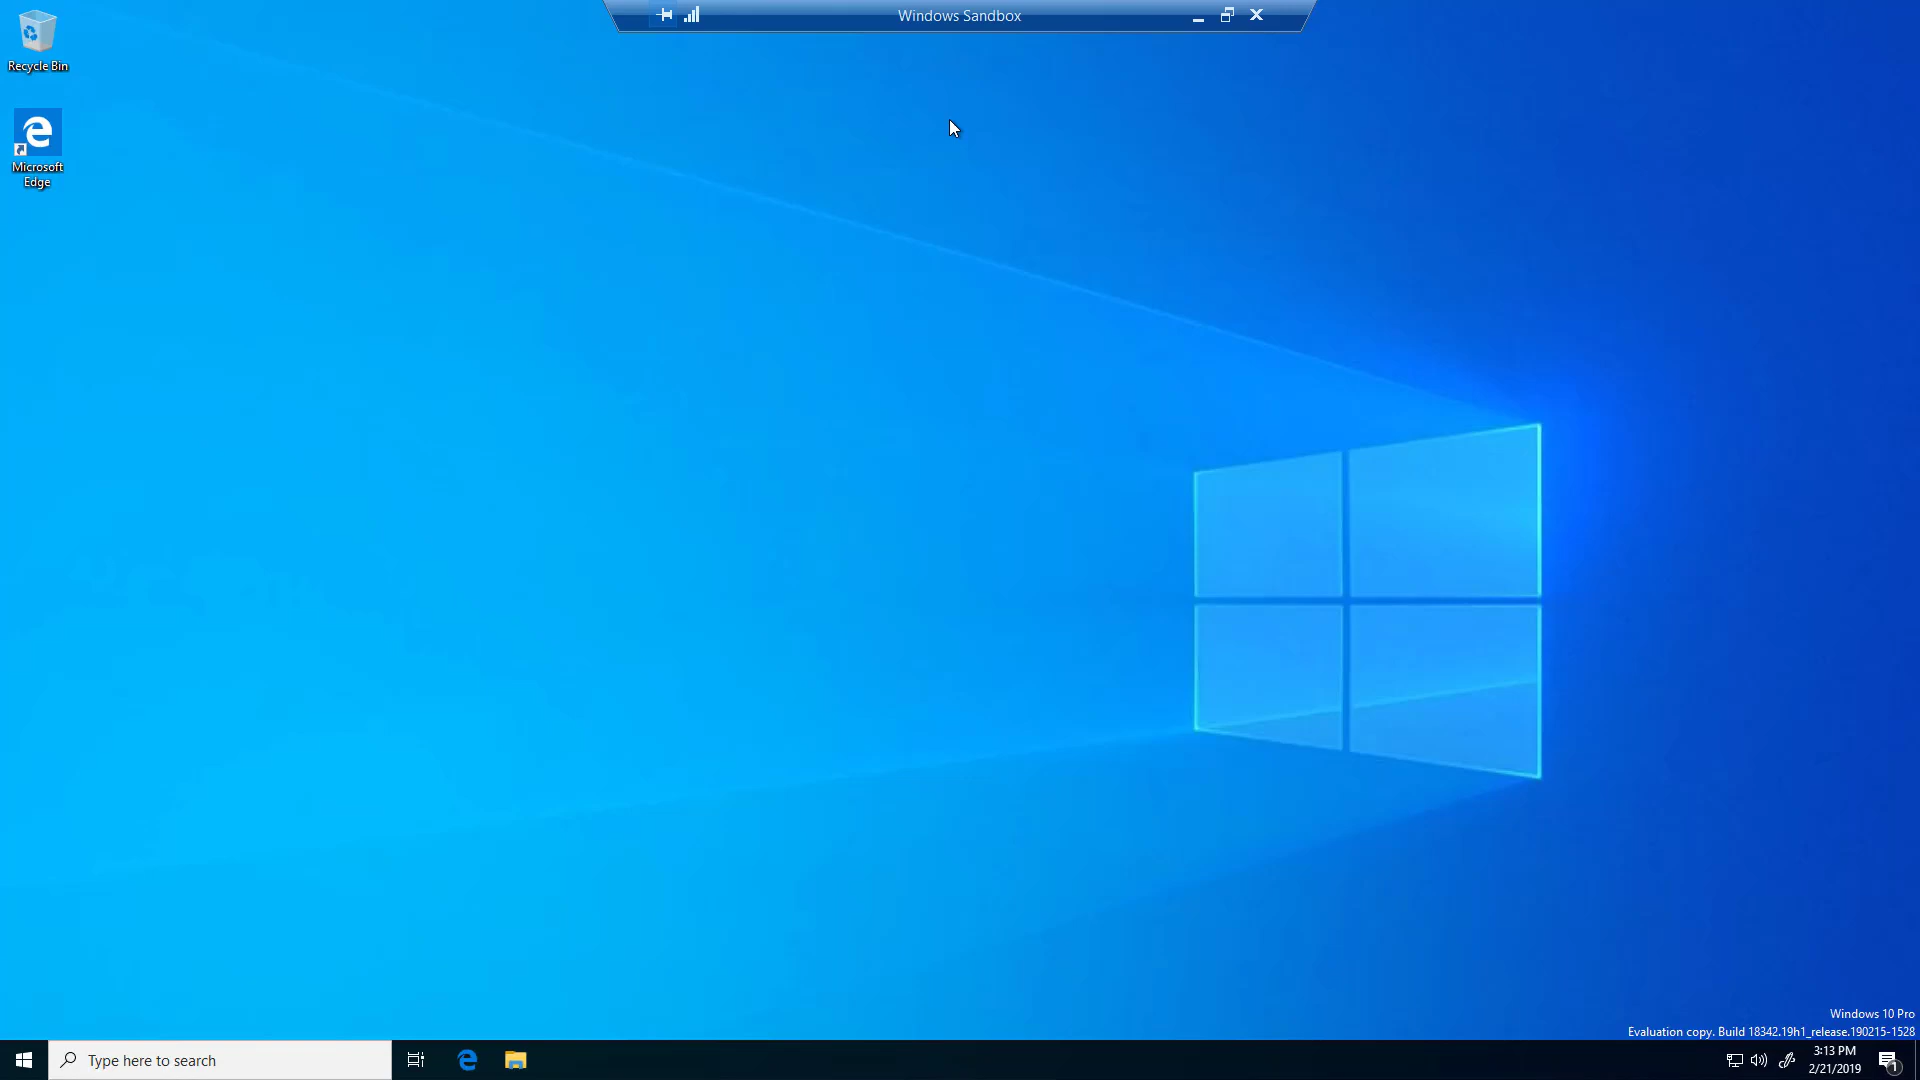 Windows Sandbox
Recycle Bin
Microsoft
Edge
Windows 10 Pro
Evaluation copy. Build 18342.19h1_release.190215-1528
Type here to search
3:13 PM
2/21/2019
1